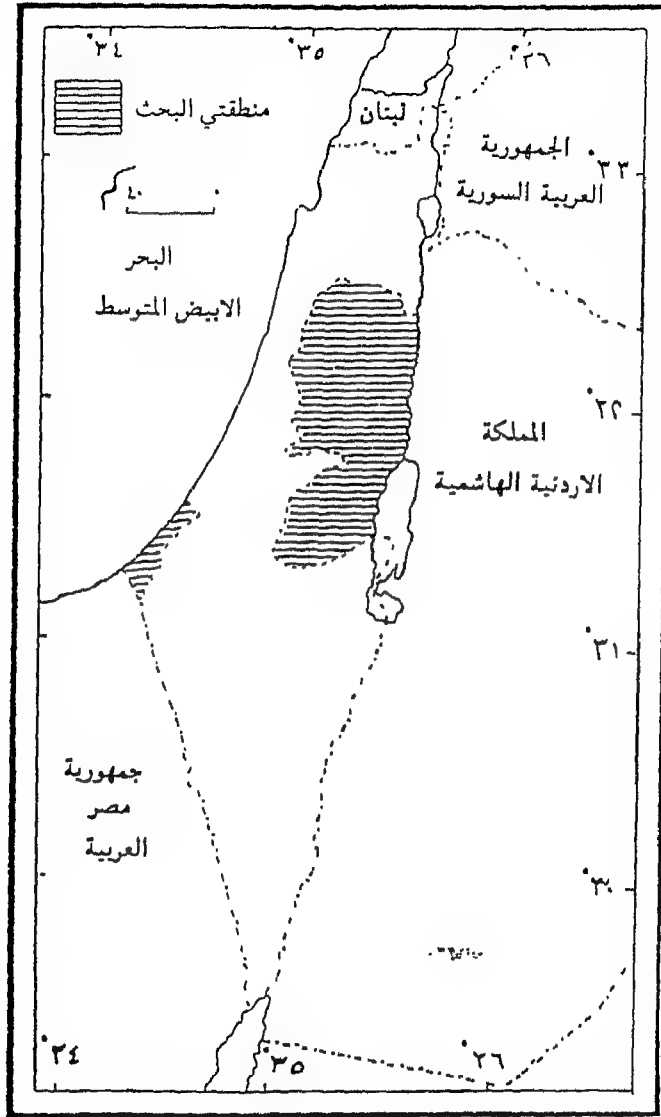 ٣٤°
٣٥°
٣٦°
منطقتي البحث
لبنان
الجمهورية
العربية السورية
٣٣°
٤٠
٠
كم
البحر
الابيض المتوسط
٣٢°
المملكة
الاردنية الهاشمية
٣١°
جمهورية
مصر
العربية
٣٠°
٣٤°
٣٥°
٣٦°